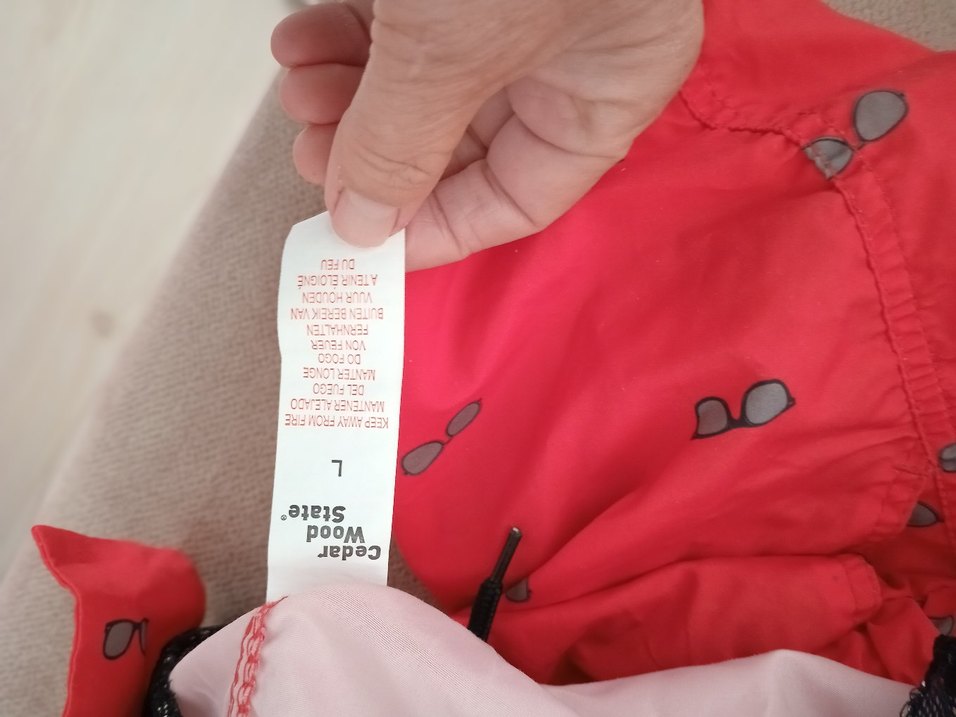 Cedar
Wood
State®
L
KEEP AWAY FROM FIRE
MANTENER ALEJADO
DEL FUEGO
MANTER LONGE
DO FOGO
VON FEUER
FERNHALTEN
BUITEN BEREIK VAN
VUUR HOUDEN
A TENIR ÉLOIGNÉ
DU FEU